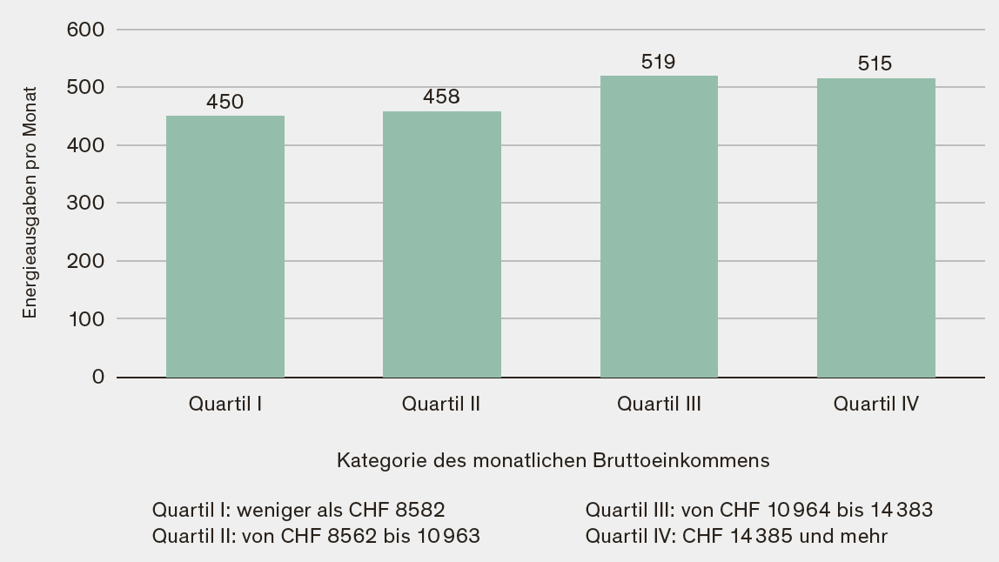 Energieausgaben pro Monat
600
500
400
300
200
100
0
450
458
519
515
Quartil I
Quartil II
Quartil III
Quartil IV
Kategorie des monatlichen Bruttoeinkommens
Quartil I: weniger als CHF 8582
Quartil II: von CHF 8562 bis 10 963
Quartil III: von CHF 10 964 bis 14 383
Quartil IV: CHF 14 385 und mehr